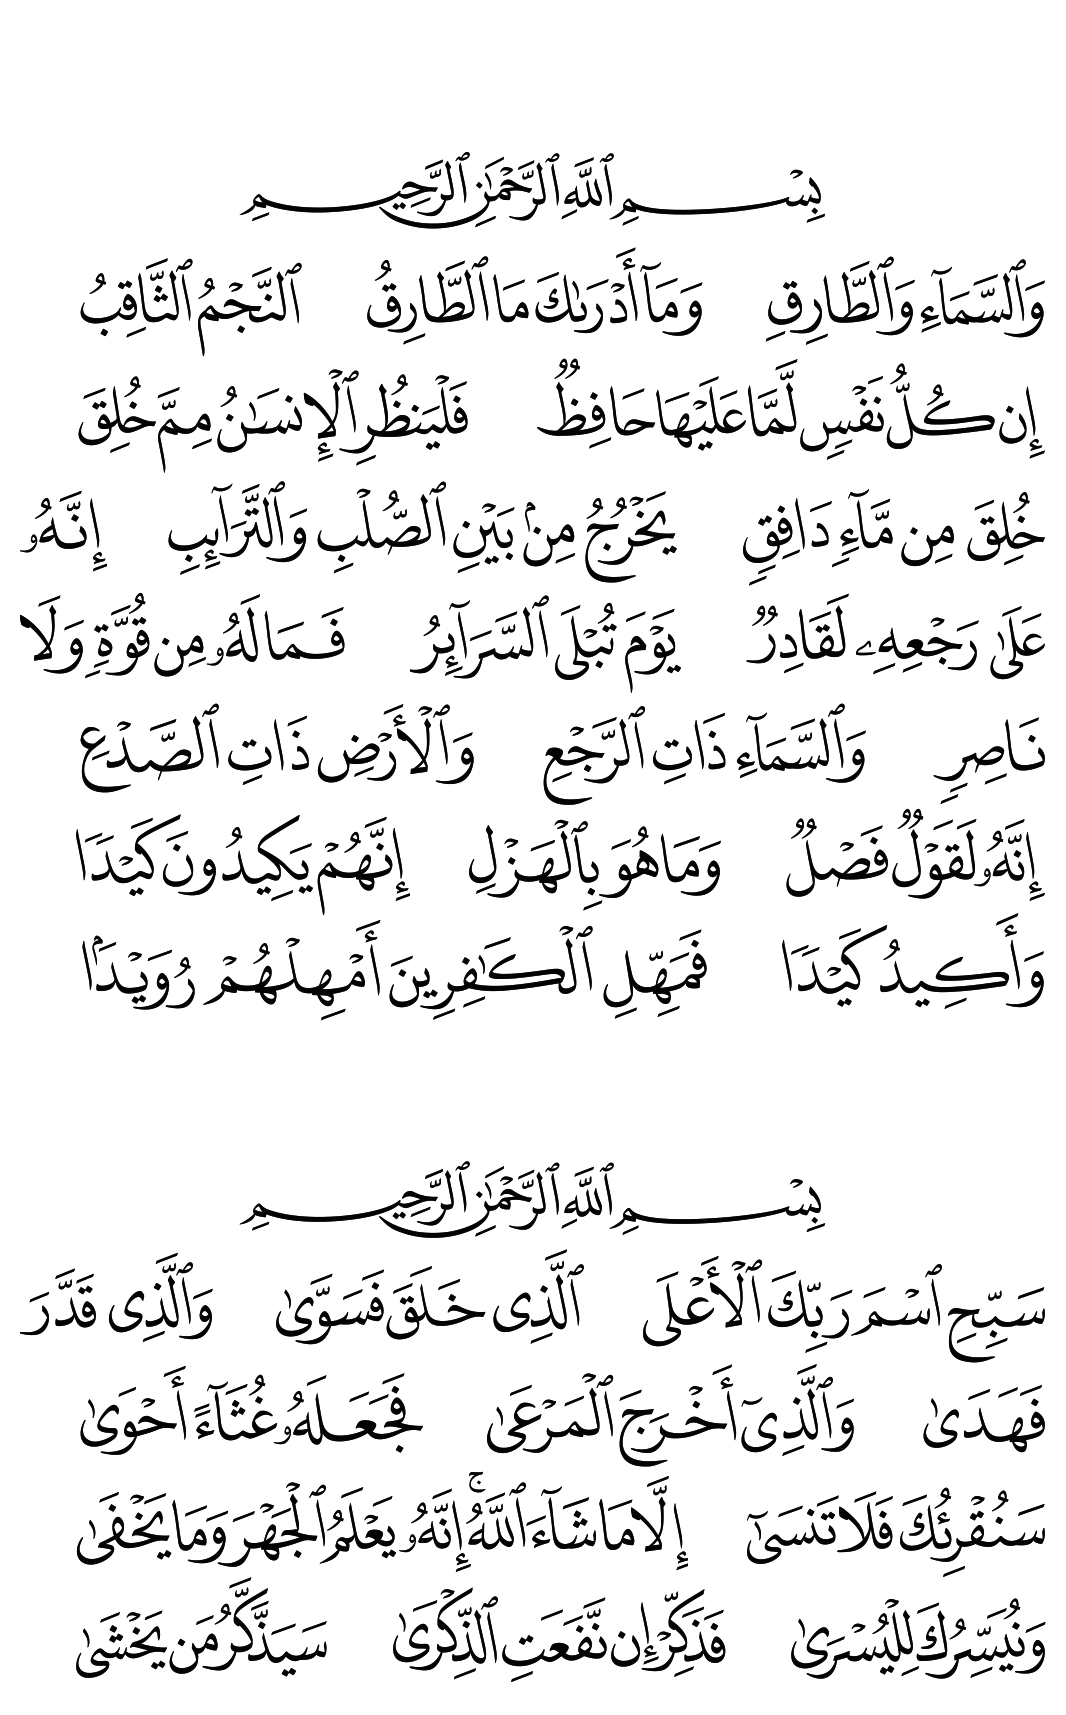 بِسْمِ ٱللَّهِ ٱلرَّحْمَٰنِ ٱلرَّحِيمِ
وَٱلسَّمَآءِ وَٱلطَّارِقِ وَمَآ أَدْرَىٰكَ مَا ٱلطَّارِقُ ٱلنَّجْمُ ٱلثَّاقِبُ
إِن كُلُّ نَفْسٍ لَّمَّا عَلَيْهَا حَافِظٌ فَلْيَنظُرِ ٱلْإِنسَٰنُ مِمَّ خُلِقَ
خُلِقَ مِن مَّآءٍ دَافِقٍ يَخْرُجُ مِنۢ بَيْنِ ٱلصُّلْبِ وَٱلتَّرَآئِبِ إِنَّهُۥ
عَلَىٰ رَجْعِهِۦ لَقَادِرٌ يَوْمَ تُبْلَى ٱلسَّرَآئِرُ فَمَا لَهُۥ مِن قُوَّةٍ وَلَا
نَاصِرٍ وَٱلسَّمَآءِ ذَاتِ ٱلرَّجْعِ وَٱلْأَرْضِ ذَاتِ ٱلصَّدْعِ
إِنَّهُۥ لَقَوْلٌ فَصْلٌ وَمَا هُوَ بِٱلْهَزْلِ إِنَّهُمْ يَكِيدُونَ كَيْدًا
وَأَكِيدُ كَيْدًا فَمَهِّلِ ٱلْكَٰفِرِينَ أَمْهِلْهُمْ رُوَيْدًۢا
بِسْمِ ٱللَّهِ ٱلرَّحْمَٰنِ ٱلرَّحِيمِ
سَبِّحِ ٱسْمَ رَبِّكَ ٱلْأَعْلَى ٱلَّذِى خَلَقَ فَسَوَّىٰ وَٱلَّذِى قَدَّرَ
فَهَدَىٰ وَٱلَّذِىٓ أَخْرَجَ ٱلْمَرْعَىٰ فَجَعَلَهُۥ غُثَآءً أَحْوَىٰ
سَنُقْرِئُكَ فَلَا تَنسَىٰٓ إِلَّا مَا شَآءَ ٱللَّهُ ۚ إِنَّهُۥ يَعْلَمُ ٱلْجَهْرَ وَمَا يَخْفَىٰ
وَنُيَسِّرُكَ لِلْيُسْرَىٰ فَذَكِّرْ إِن نَّفَعَتِ ٱلذِّكْرَىٰ سَيَذَّكَّرُ مَن يَخْشَىٰ